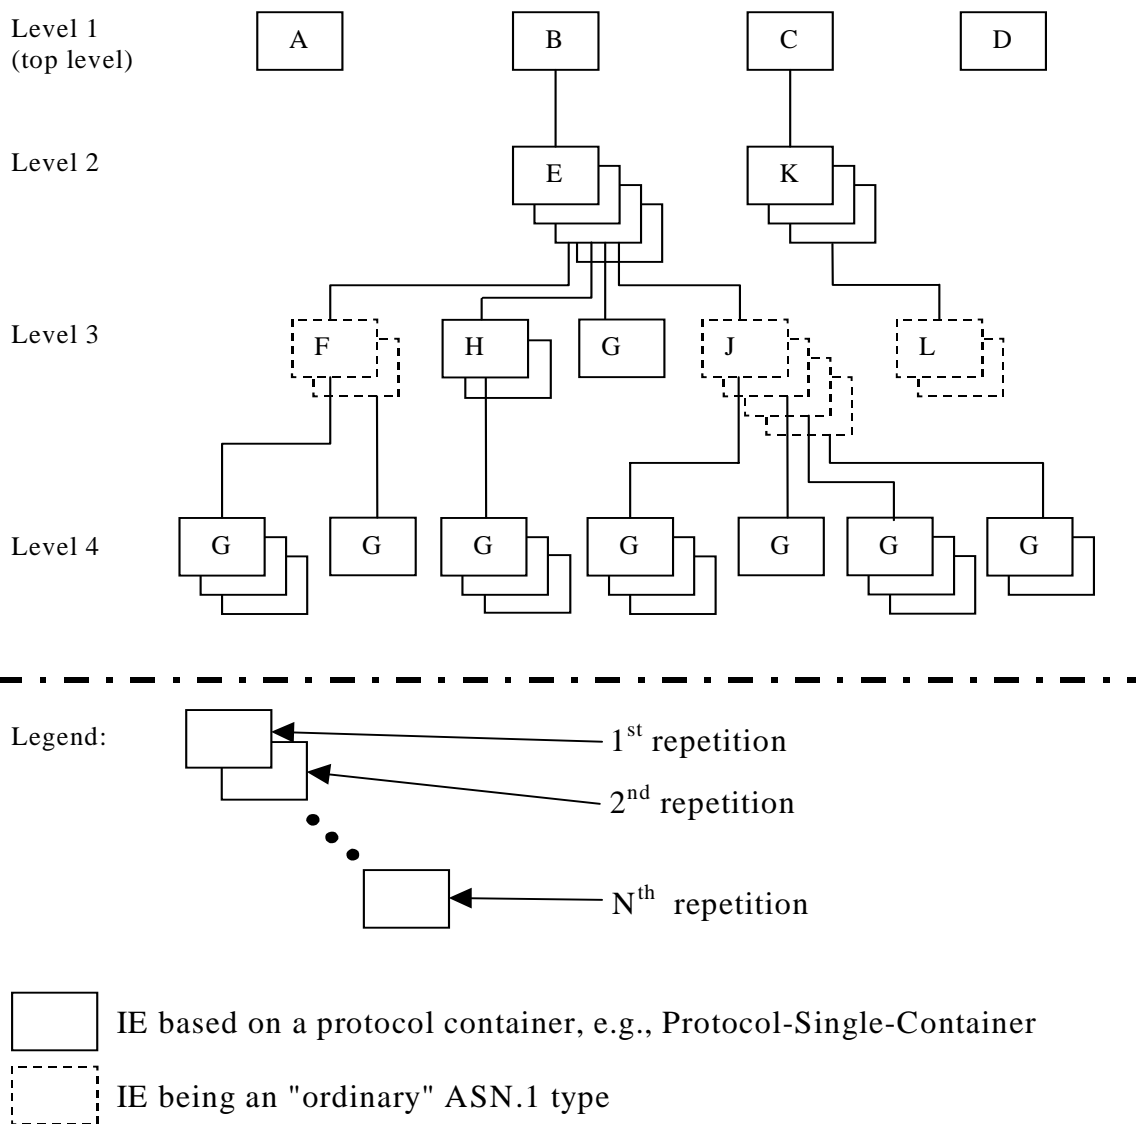 Level 1
(top level)
A
B
C
D
Level 2
E
K
Level 3
F
H
G
J
L
Level 4
G
G
G
G
G
G
G
Legend:
1st repetition
2nd repetition
Nth repetition
IE based on a protocol container, e.g., Protocol-Single-Container
IE being an "ordinary" ASN.1 type